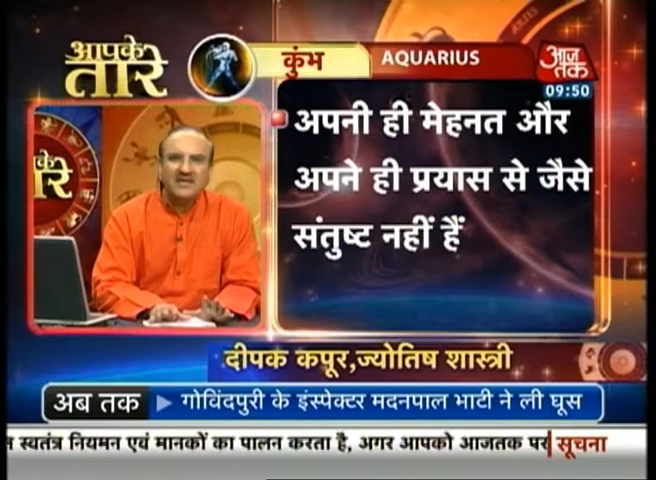 आपके
तारे
कुंभ
AQUARIUS
आज
तक
09:50
के
रे
अपनी ही मेहनत और
अपने ही प्रयास से जैसे
संतुष्ट नहीं हैं
दीपक कपूर,ज्योतिष शास्त्री
अब तक
गोविंदपुरी के इंस्पेक्टर मदनपाल भाटी ने ली घूस
स्वतंत्र नियमन एवं मानकों का पालन करता है, अगर आपको आजतक पर
सूचना